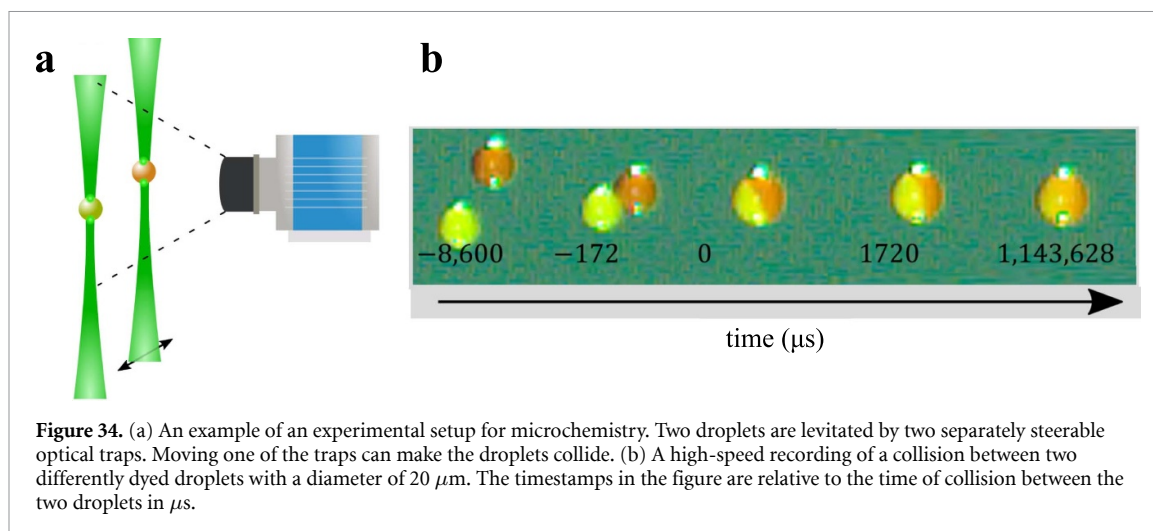 a
b
−8,600 −172 0 1720 1,143,628
time (μs)
Figure 34. (a) An example of an experimental setup for microchemistry. Two droplets are levitated by two separately steerable
optical traps. Moving one of the traps can make the droplets collide. (b) A high-speed recording of a collision between two
differently dyed droplets with a diameter of 20 μm. The timestamps in the figure are relative to the time of collision between the
two droplets in μs.